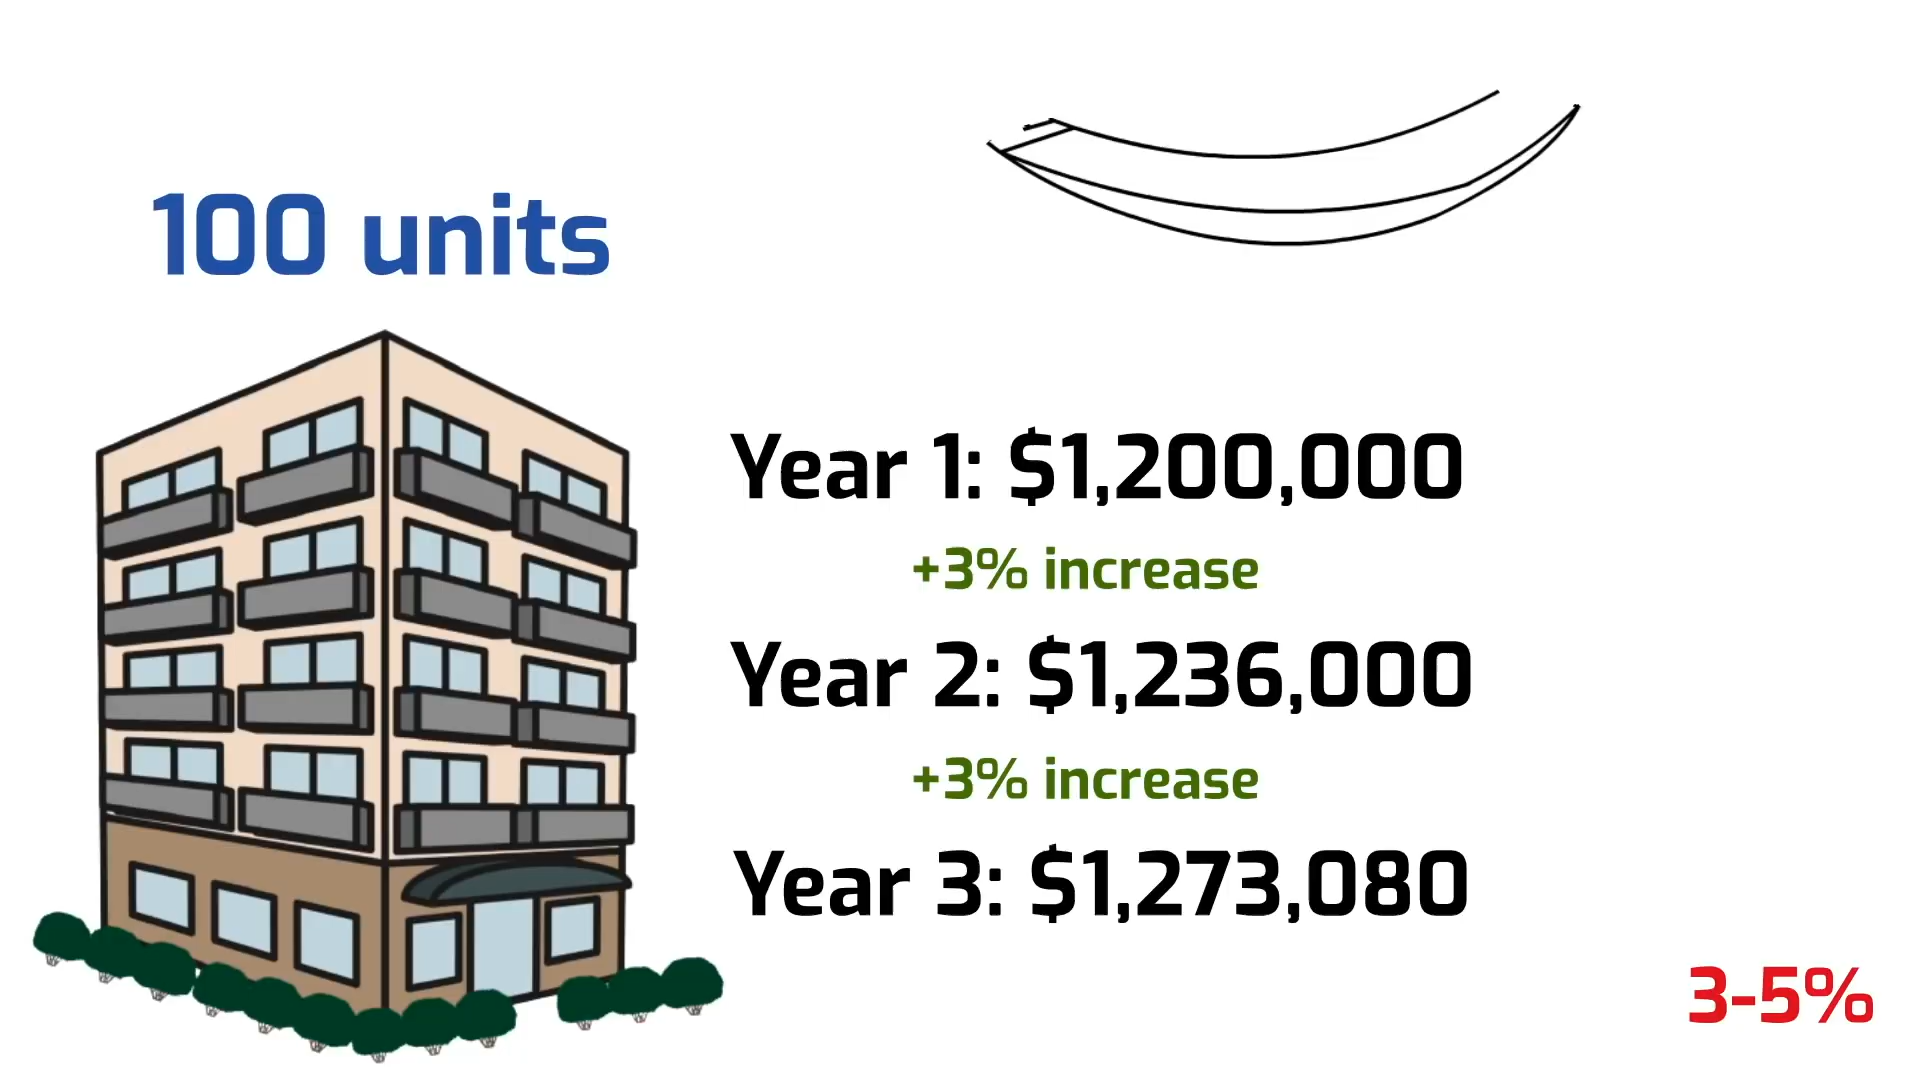 100 units
Year 1: $1,200,000
+3% increase
Year 2: $1,236,000
+3% increase
Year 3: $1,273,080
3-5%